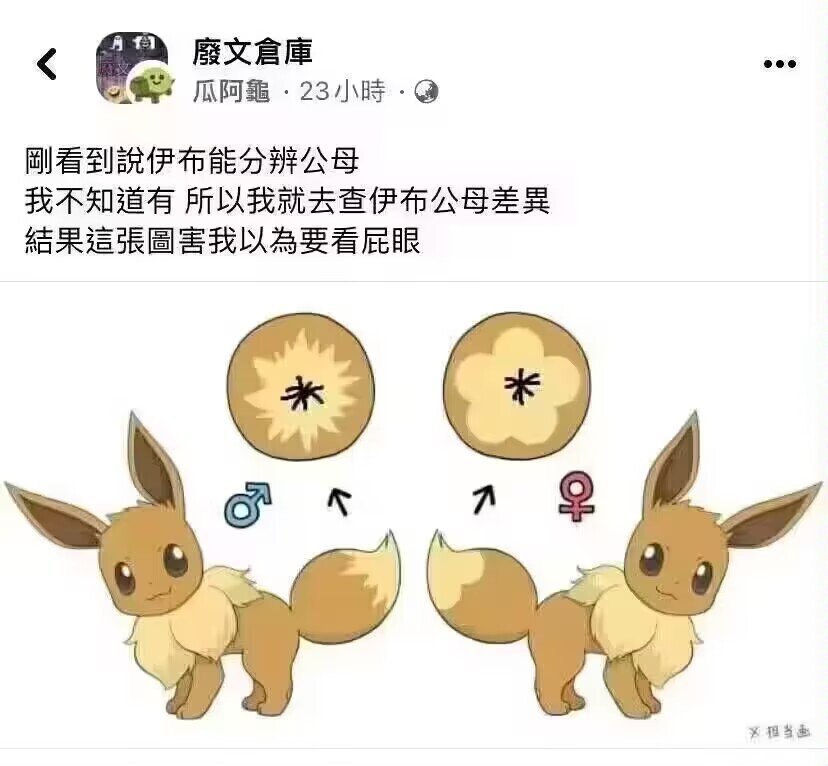 廢文倉庫
瓜阿龜 · 23小時 ·
剛看到說伊布能分辨公母
我不知道有 所以我就去查伊布公母差異
結果這張圖害我以為要看屁眼